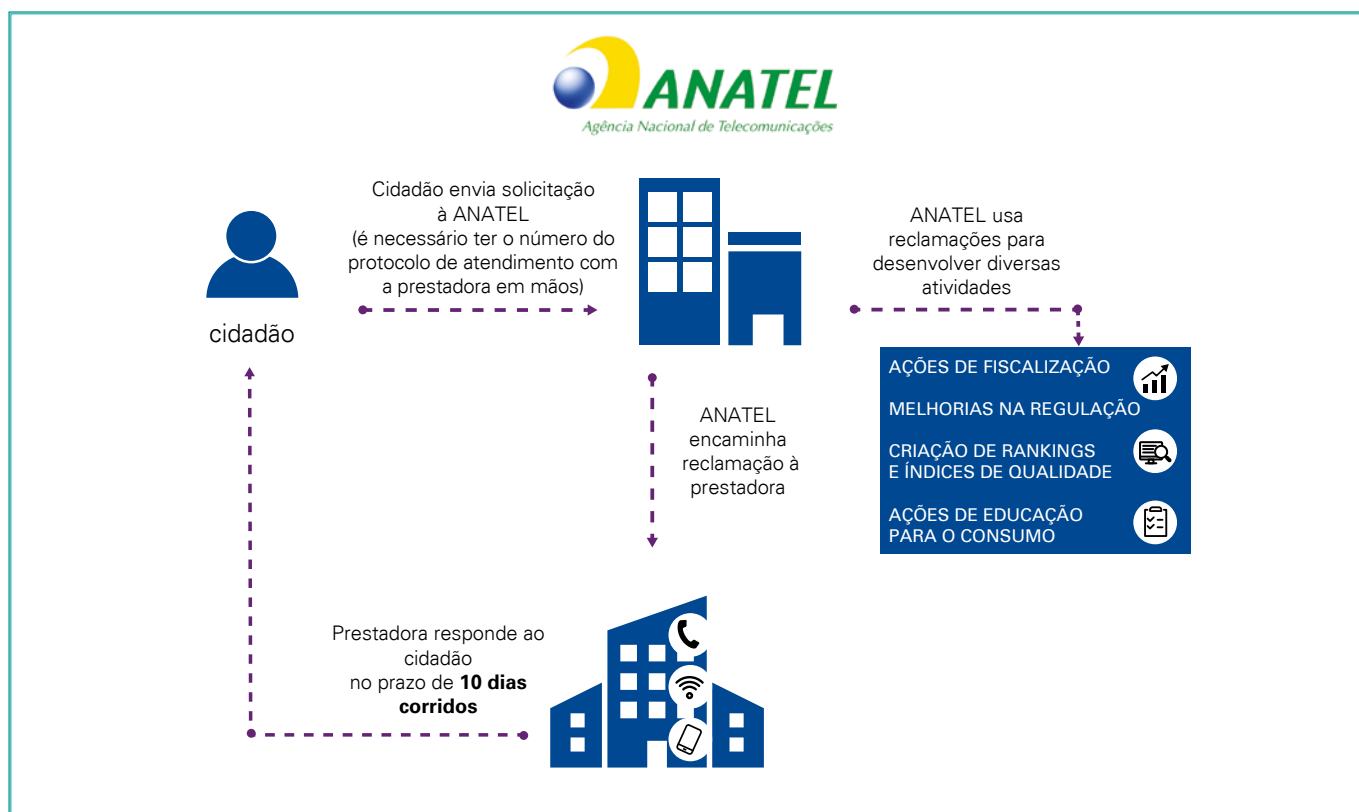 ANATEL
Agência Nacional de Telecomunicações
Cidadão envia solicitação
à ANATEL
(é necessário ter o número do
protocolo de atendimento com
a prestadora em mãos)
cidadão
ANATEL usa
reclamações para
desenvolver diversas
atividades
AÇÕES DE FISCALIZAÇÃO
MELHORIAS NA REGULAÇÃO
CRIAÇÃO DE RANKINGS
E ÍNDICES DE QUALIDADE
AÇÕES DE EDUCAÇÃO
PARA O CONSUMO
ANATEL
encaminha
reclamação à
prestadora
Prestadora responde ao
cidadão
no prazo de 10 dias
corridos